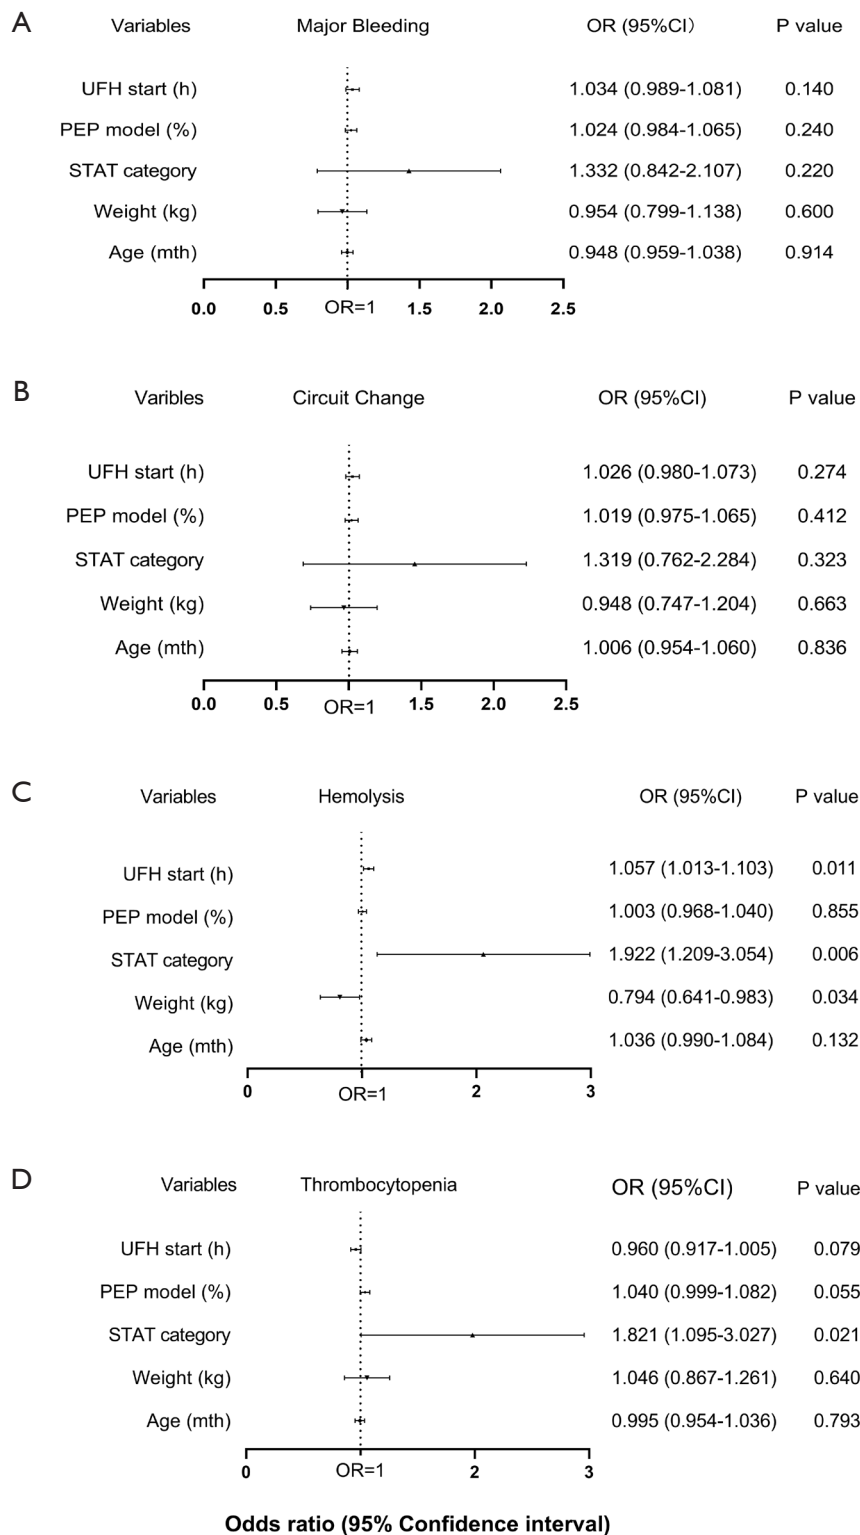 A Variables Major Bleeding OR (95%CI) P value
UFH start (h) 1.034 (0.989-1.081) 0.140
PEP model (%) 1.024 (0.984-1.065) 0.240
STAT category 1.332 (0.842-2.107) 0.220
Weight (kg) 0.954 (0.799-1.138) 0.600
Age (mth) 0.948 (0.959-1.038) 0.914
0.0 0.5 OR=1 1.5 2.0 2.5
B Varibles Circuit Change OR (95%CI) P value
UFH start (h) 1.026 (0.980-1.073) 0.274
PEP model (%) 1.019 (0.975-1.065) 0.412
STAT category 1.319 (0.762-2.284) 0.323
Weight (kg) 0.948 (0.747-1.204) 0.663
Age (mth) 1.006 (0.954-1.060) 0.836
0.0 0.5 OR=1 1.5 2.0 2.5
C Variables Hemolysis OR (95%CI) P value
UFH start (h) 1.057 (1.013-1.103) 0.011
PEP model (%) 1.003 (0.968-1.040) 0.855
STAT category 1.922 (1.209-3.054) 0.006
Weight (kg) 0.794 (0.641-0.983) 0.034
Age (mth) 1.036 (0.990-1.084) 0.132
0 OR=1 2 3
D Variables Thrombocytopenia OR (95%CI) P value
UFH start (h) 0.960 (0.917-1.005) 0.079
PEP model (%) 1.040 (0.999-1.082) 0.055
STAT category 1.821 (1.095-3.027) 0.021
Weight (kg) 1.046 (0.867-1.261) 0.640
Age (mth) 0.995 (0.954-1.036) 0.793
0 OR=1 2 3
Odds ratio (95% Confidence interval)